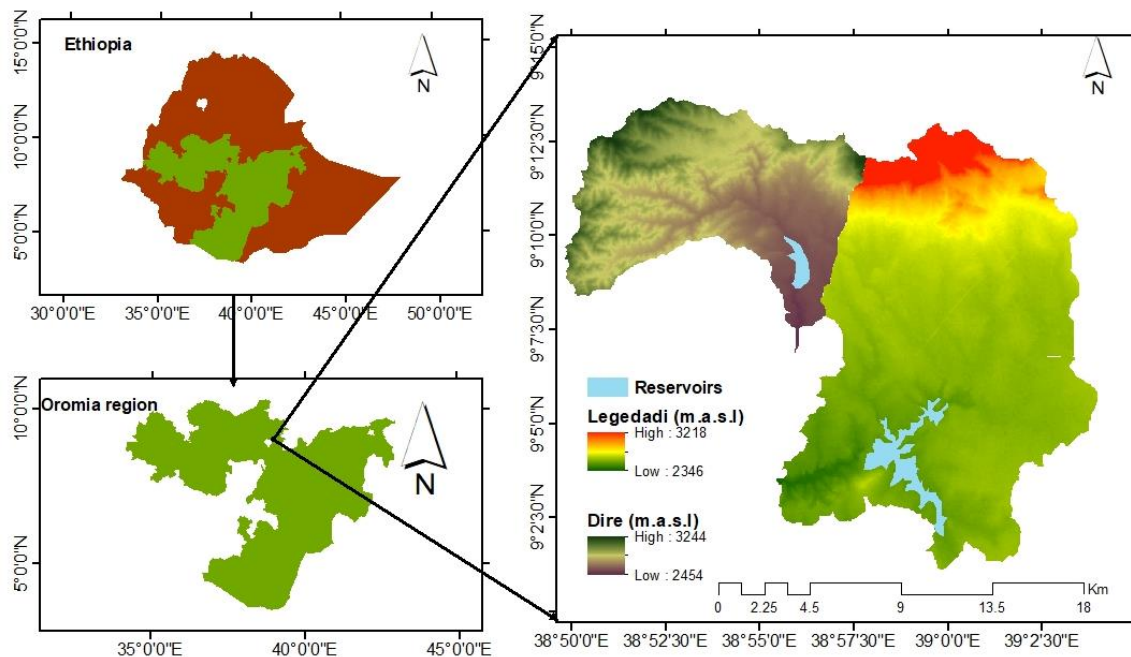 Ethiopia
N
15°0'0"N
10°0'0"N
5°0'0"N
30°0'0"E 35°0'0"E 40°0'0"E 45°0'0"E 50°0'0"E
Oromia region
N
10°0'0"N
5°0'0"N
35°0'0"E 40°0'0"E 45°0'0"E
N
9°15'0"N
9°12'30"N
9°10'0"N
9°7'30"N
9°5'0"N
9°2'30"N
Reservoirs
Legedadi (m.a.s.l)
High : 3218
Low : 2346
Dire (m.a.s.l)
High : 3244
Low : 2454
Km
0 2.25 4.5 9 13.5 18
38°50'0"E 38°52'30"E 38°55'0"E 38°57'30"E 39°0'0"E 39°2'30"E